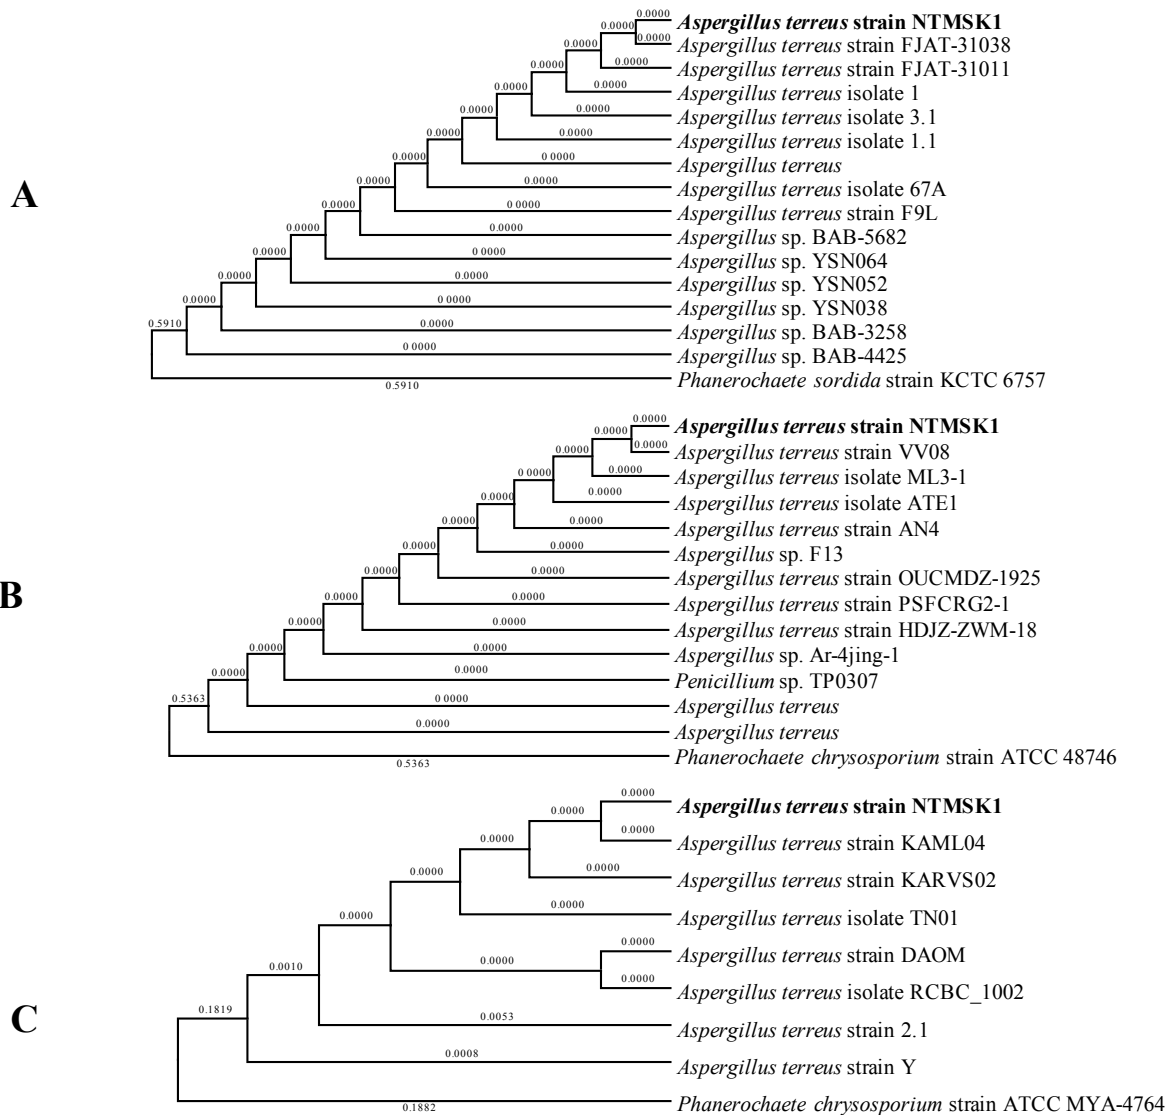 0.0000
0.0000 Aspergillus terreus strain NTMSK1
0.0000 0.0000 Aspergillus terreus strain FJAT-31038
0.0000 0.0000 Aspergillus terreus strain FJAT-31011
0.0000 0.0000 Aspergillus terreus isolate 1
0.0000 0.0000 Aspergillus terreus isolate 3.1
0.0000 0.0000 Aspergillus terreus isolate 1.1
0.0000 0 0000 Aspergillus terreus
0.0000 0.0000 Aspergillus terreus isolate 67A
A
0.0000 0 0000 Aspergillus terreus strain F9L
0.0000 0.0000 Aspergillus sp. BAB-5682
0.0000 0 0000 Aspergillus sp. YSN064
0.0000 0.0000 Aspergillus sp. YSN052
0.0000 0 0000 Aspergillus sp. YSN038
0.5910 0.0000 Aspergillus sp. BAB-3258
0 0000 Aspergillus sp. BAB-4425
0.5910 Phanerochaete sordida strain KCTC 6757
0.0000
0.0000 Aspergillus terreus strain NTMSK1
0.0000 0.0000 Aspergillus terreus strain VV08
0.0000 0.0000 Aspergillus terreus isolate ML3-1
0.0000 0.0000 Aspergillus terreus isolate ATE1
0.0000 0.0000 Aspergillus terreus strain AN4
0.0000 0.0000 Aspergillus sp. F13
0.0000 0.0000 Aspergillus terreus strain OUCMDZ-1925
B
0.0000 0.0000 Aspergillus terreus strain PSFCRG2-1
0.0000 0.0000 Aspergillus terreus strain HDJZ-ZWM-18
0.0000 0.0000 Aspergillus sp. Ar-4jing-1
0.0000 0.0000 Penicillium sp. TP0307
0.5363 0.0000 Aspergillus terreus
0.0000 Aspergillus terreus
0.5363 Phanerochaete chrysosporium strain ATCC 48746
0.0000 Aspergillus terreus strain NTMSK1
0.0000
0.0000 0.0000 Aspergillus terreus strain KAML04
0.0000 0.0000 Aspergillus terreus strain KARVS02
0.0000 0.0000 Aspergillus terreus isolate TN01
0.0000 Aspergillus terreus strain DAOM
0.0010 0.0000
0.0000 Aspergillus terreus isolate RCBC_1002
C
0.1819 0.0053 Aspergillus terreus strain 2.1
0.0008 Aspergillus terreus strain Y
0.1882 Phanerochaete chrysosporium strain ATCC MYA-4764